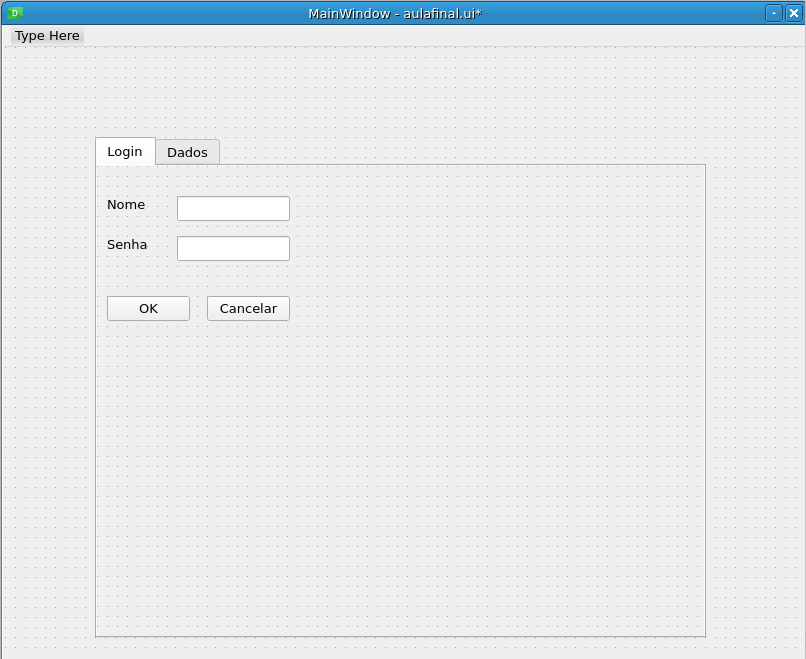 MainWindow - aulafinal.ui*
Type Here
Login Dados
Nome
Senha
OK Cancelar